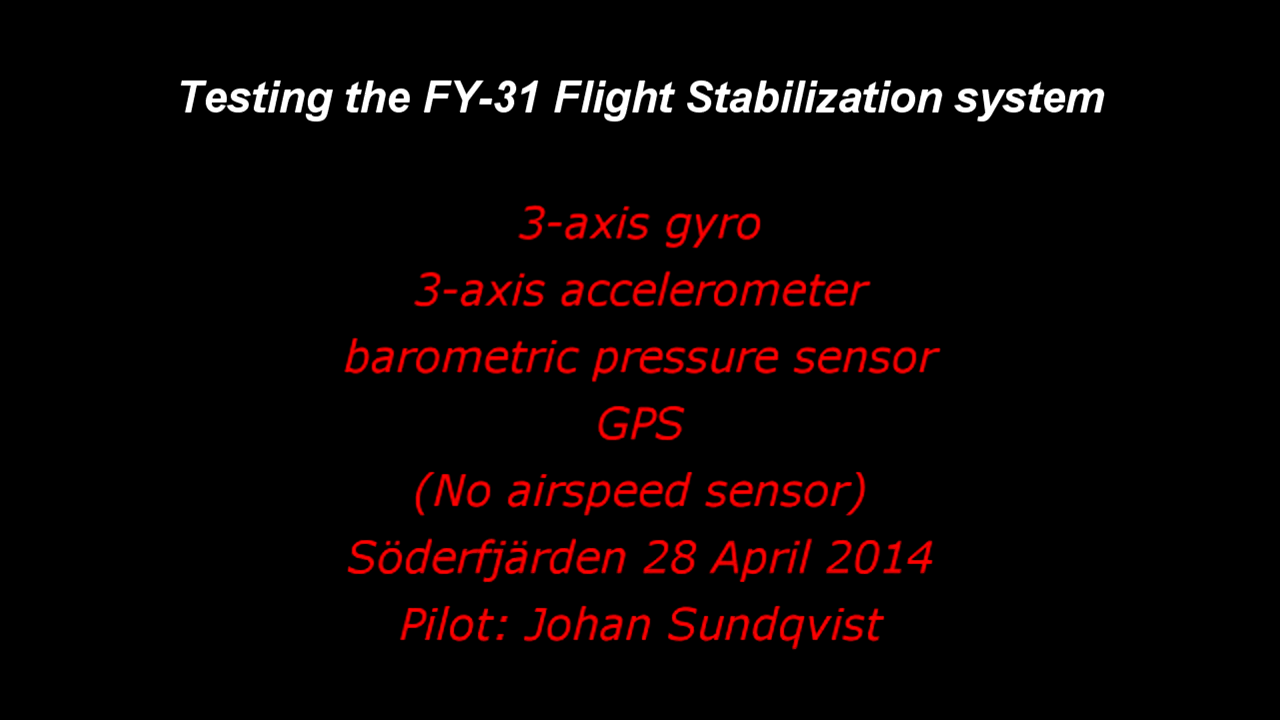 Testing the FY-31 Flight Stabilization system
3-axis gyro
3-axis accelerometer
barometric pressure sensor
GPS
(No airspeed sensor)
Söderfjärden 28 April 2014
Pilot: Johan Sundqvist